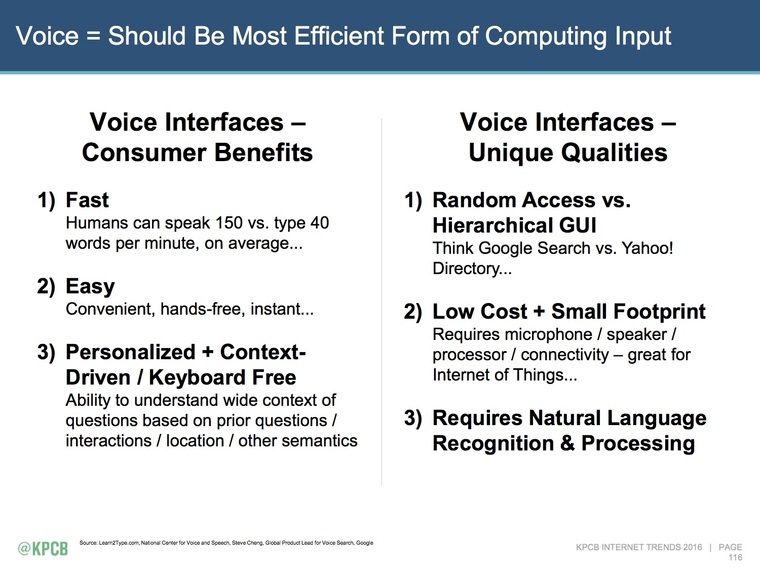 Voice = Should Be Most Efficient Form of Computing Input
Voice Interfaces –
Consumer Benefits
1) Fast
Humans can speak 150 vs. type 40
words per minute, on average...
2) Easy
Convenient, hands-free, instant...
3) Personalized + Context-
Driven / Keyboard Free
Ability to understand wide context of
questions based on prior questions /
interactions / location / other semantics
Voice Interfaces –
Unique Qualities
1) Random Access vs.
Hierarchical GUI
Think Google Search vs. Yahoo!
Directory...
2) Low Cost + Small Footprint
Requires microphone / speaker /
processor / connectivity – great for
Internet of Things...
3) Requires Natural Language
Recognition & Processing
@KPCB
Source: Learn2Type.com, National Center for Voice and Speech, Steve Cheng, Global Product Lead for Voice Search, Google
KPCB INTERNET TRENDS 2016 | PAGE
116